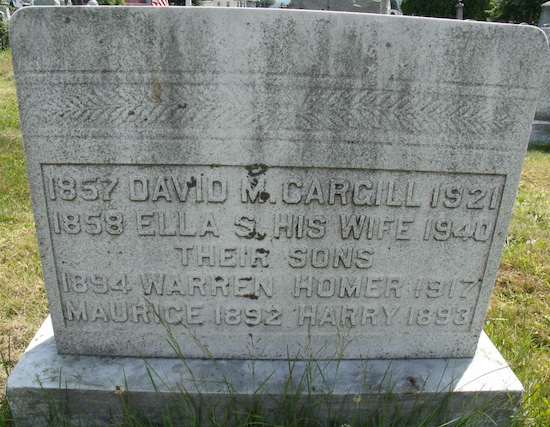 1857 DAVID M. CARGILL 1921
1858 ELLA S. HIS WIFE 1940
THEIR SONS
1894 WARREN HOMER 1917
MAURICE 1892 HARRY 1893